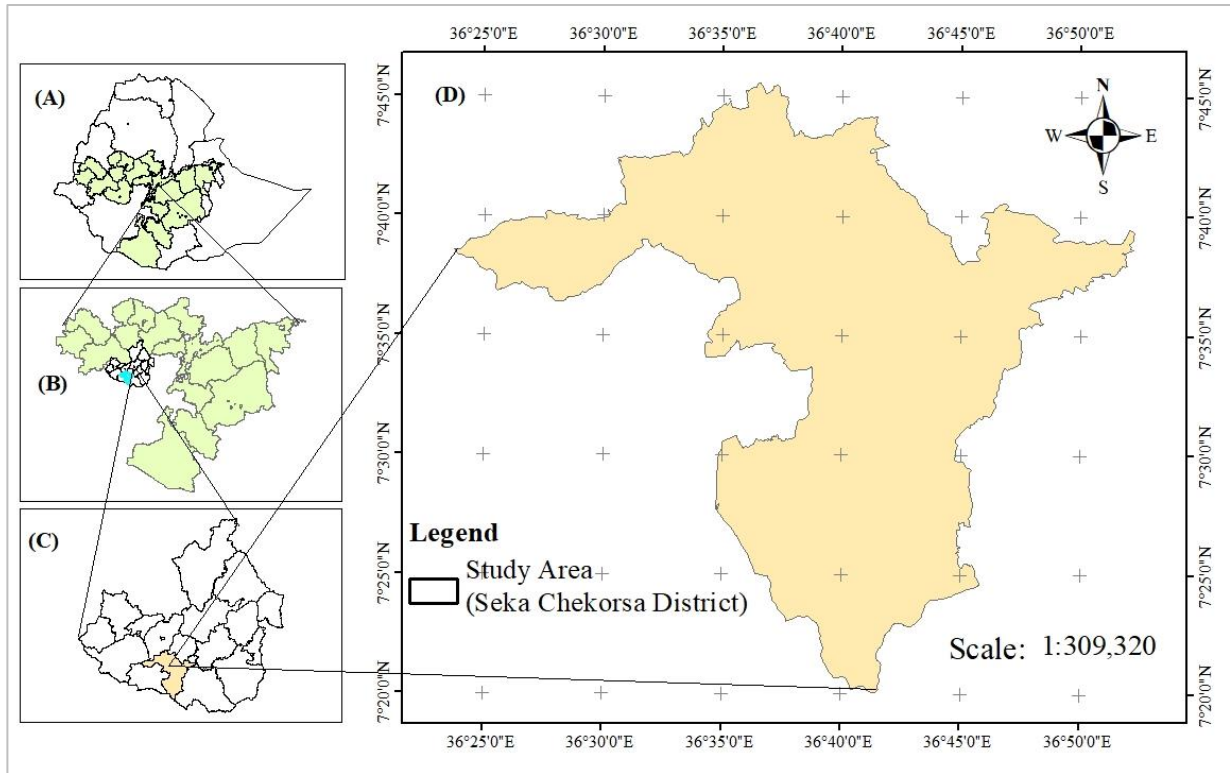 36°25'0"E 36°30'0"E 36°35'0"E 36°40'0"E 36°45'0"E 36°50'0"E
(A)
(B)
(C)
(D)
N
W E
S
7°45'0"N 7°45'0"N
7°40'0"N 7°40'0"N
7°35'0"N 7°35'0"N
7°30'0"N 7°30'0"N
7°25'0"N 7°25'0"N
7°20'0"N 7°20'0"N
Legend
Study Area
(Seka Chekorsa District)
Scale: 1:309,320
36°25'0"E 36°30'0"E 36°35'0"E 36°40'0"E 36°45'0"E 36°50'0"E